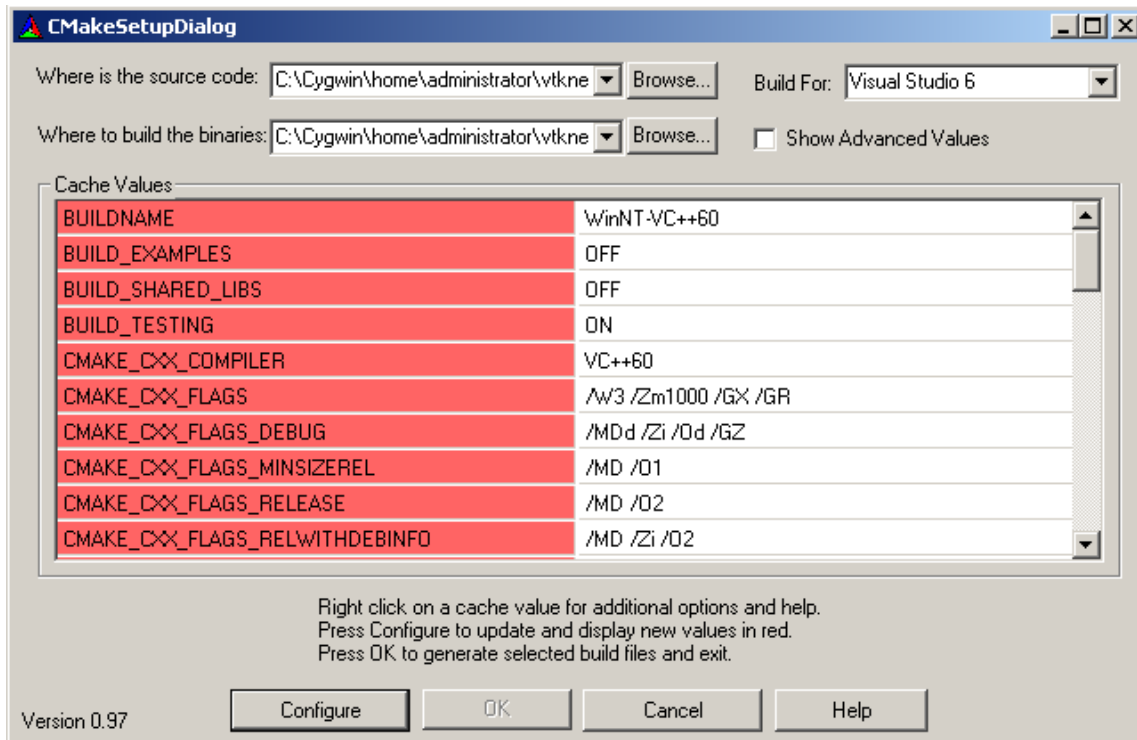 CMakeSetupDialog
Where is the source code: C:\Cygwin\home\administrator\vtkne Browse... Build For: Visual Studio 6
Where to build the binaries: C:\Cygwin\home\administrator\vtkne Browse... Show Advanced Values
Cache Values
BUILDNAME WinNT-VC++60
BUILD_EXAMPLES OFF
BUILD_SHARED_LIBS OFF
BUILD_TESTING ON
CMAKE_CXX_COMPILER VC++60
CMAKE_CXX_FLAGS /W3 /Zm1000 /GX /GR
CMAKE_CXX_FLAGS_DEBUG /MDd /Zi /Od /GZ
CMAKE_CXX_FLAGS_MINSIZEREL /MD /O1
CMAKE_CXX_FLAGS_RELEASE /MD /O2
CMAKE_CXX_FLAGS_RELWITHDEBINFO /MD /Zi /O2
Right click on a cache value for additional options and help.
Press Configure to update and display new values in red.
Press OK to generate selected build files and exit.
Version 0.97 Configure OK Cancel Help